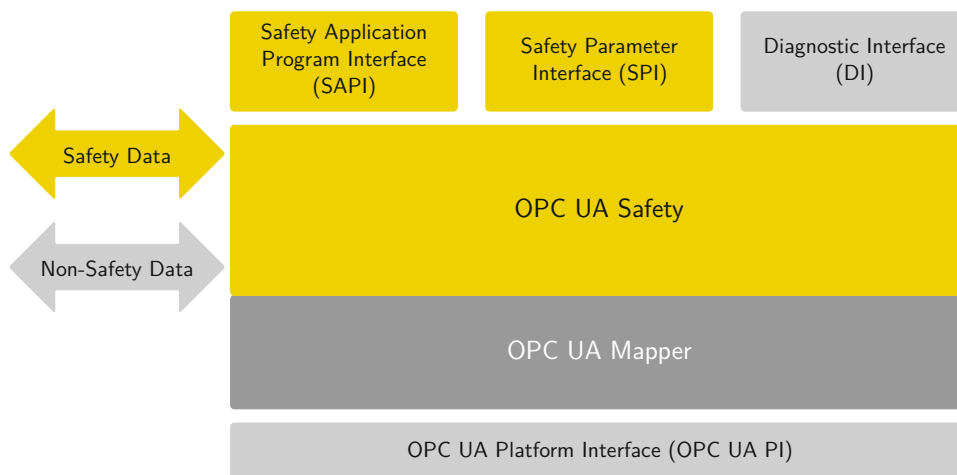 Safety Application
Program Interface
(SAPI)
Safety Parameter
Interface (SPI)
Diagnostic Interface
(DI)
Safety Data
OPC UA Safety
Non-Safety Data
OPC UA Mapper
OPC UA Platform Interface (OPC UA PI)